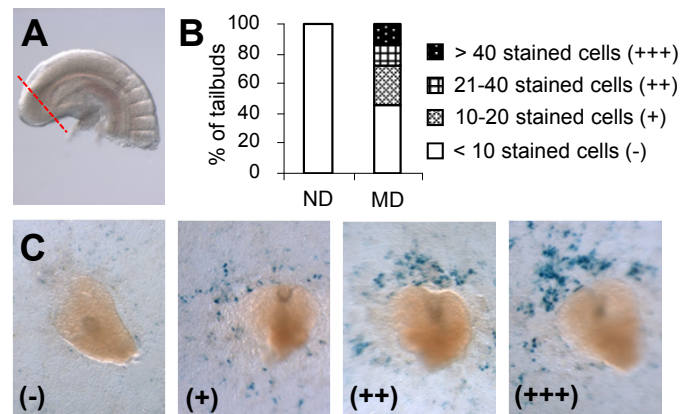 A
B
% of tailbuds
100
80
60
40
20
0
ND
MD
> 40 stained cells (+++)
21-40 stained cells (++)
10-20 stained cells (+)
< 10 stained cells (-)
C
(-)
(+)
(++)
(+++)